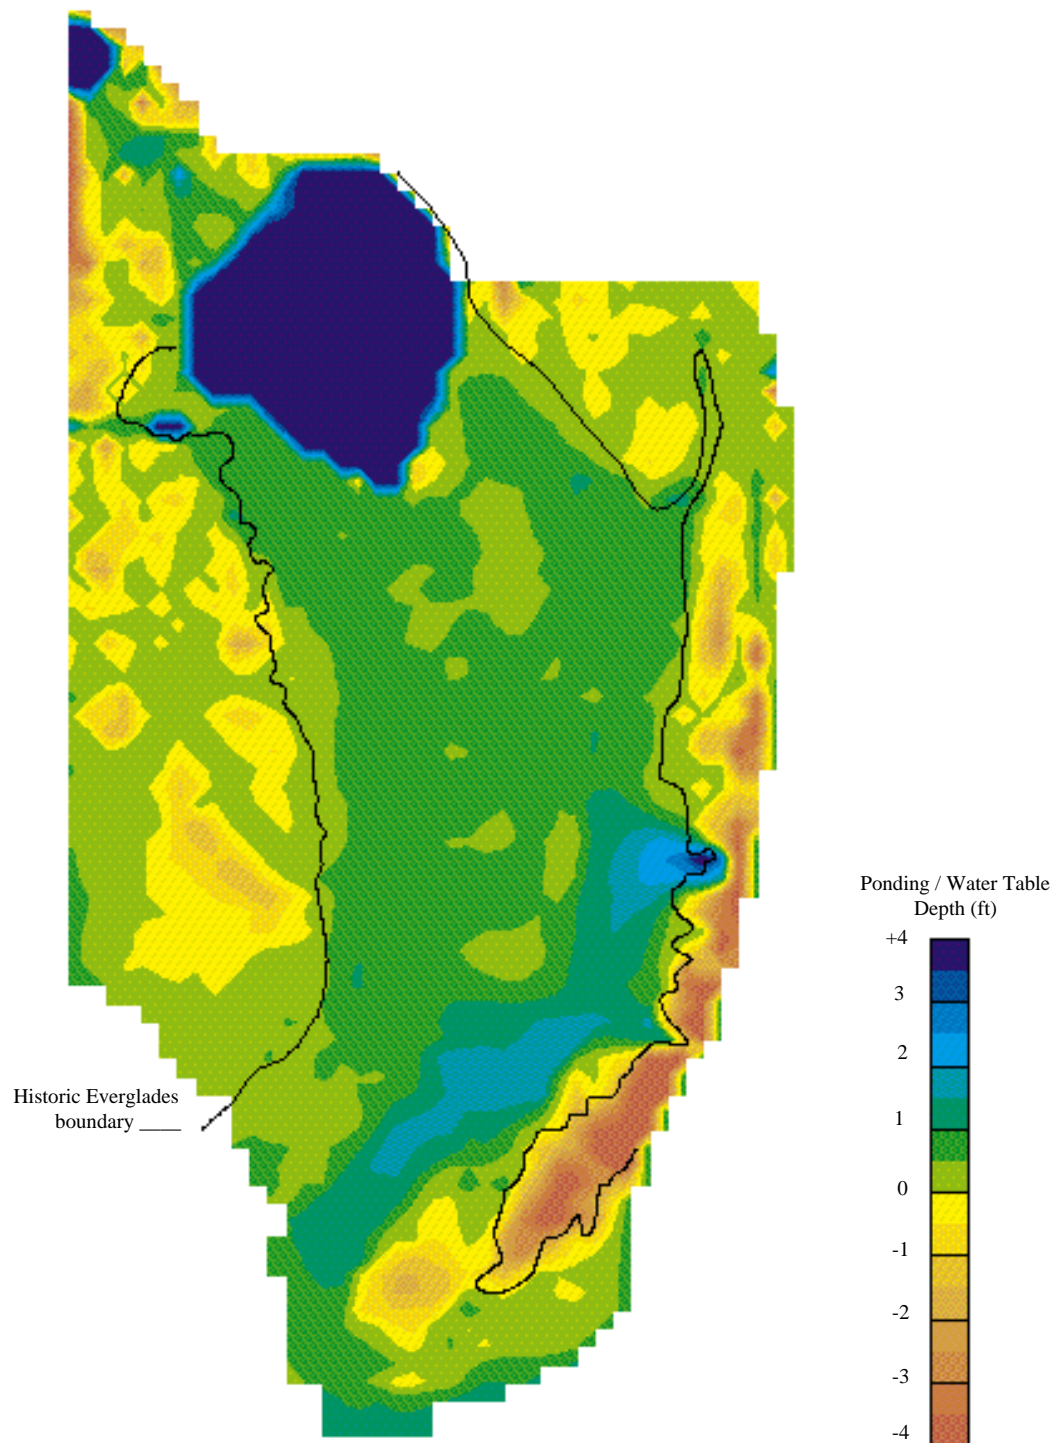 Ponding / Water Table
Depth (ft)
+4
3
2
1
0
-1
-2
-3
-4
Historic Everglades
boundary ____